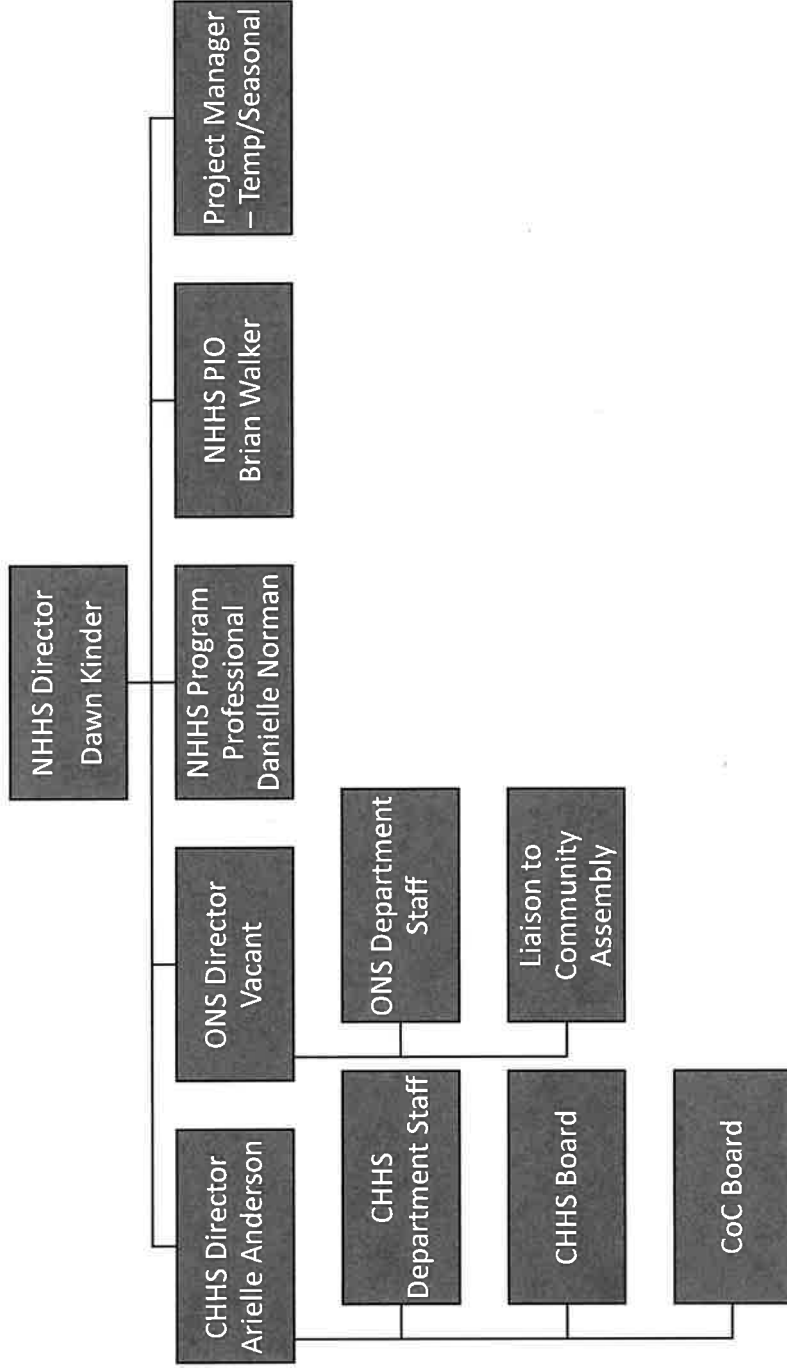 NHHS Director
Dawn Kinder
CHHS Director
Arielle Anderson
ONS Director
Vacant
NHHS Program
Professional
Danielle Norman
NHHS PIO
Brian Walker
Project Manager
– Temp/Seasonal
CHHS
Department Staff
CHHS Board
CoC Board
ONS Department
Staff
Liaison to
Community
Assembly